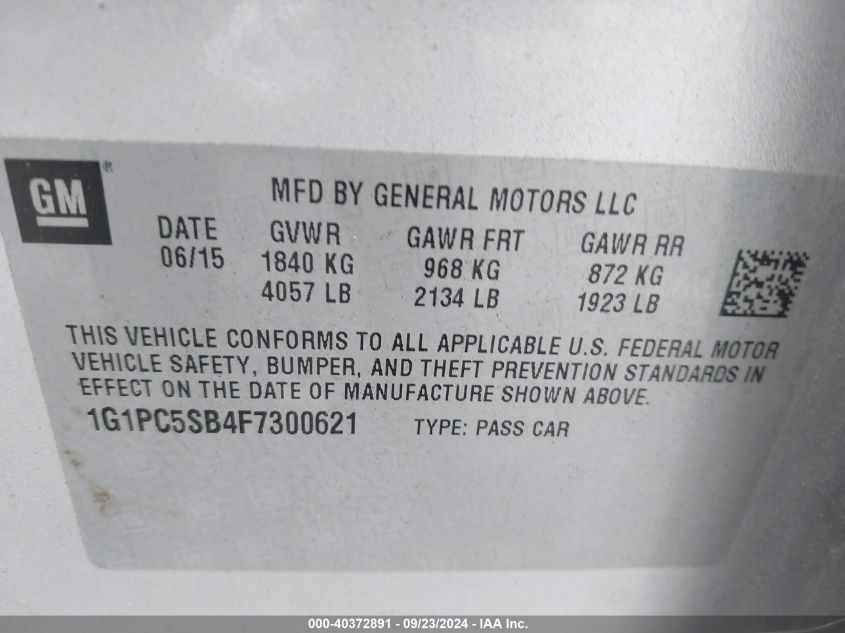 GM®
MFD BY GENERAL MOTORS LLC
DATE GVWR GAWR FRT GAWR RR
06/15 1840 KG 968 KG 872 KG
4057 LB 2134 LB 1923 LB
THIS VEHICLE CONFORMS TO ALL APPLICABLE U.S. FEDERAL MOTOR
VEHICLE SAFETY, BUMPER, AND THEFT PREVENTION STANDARDS IN
EFFECT ON THE DATE OF MANUFACTURE SHOWN ABOVE.
1G1PC5SB4F7300621 TYPE: PASS CAR
000-40372891 - 09/23/2024 - IAA Inc.